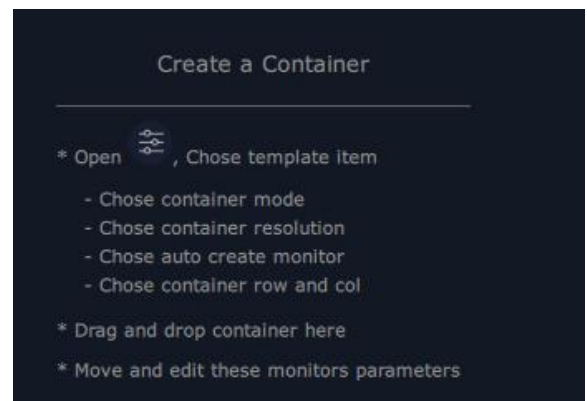 Create a Container
* Open , Chose template item
- Chose container mode
- Chose container resolution
- Chose auto create monitor
- Chose container row and col
* Drag and drop container here
* Move and edit these monitors parameters